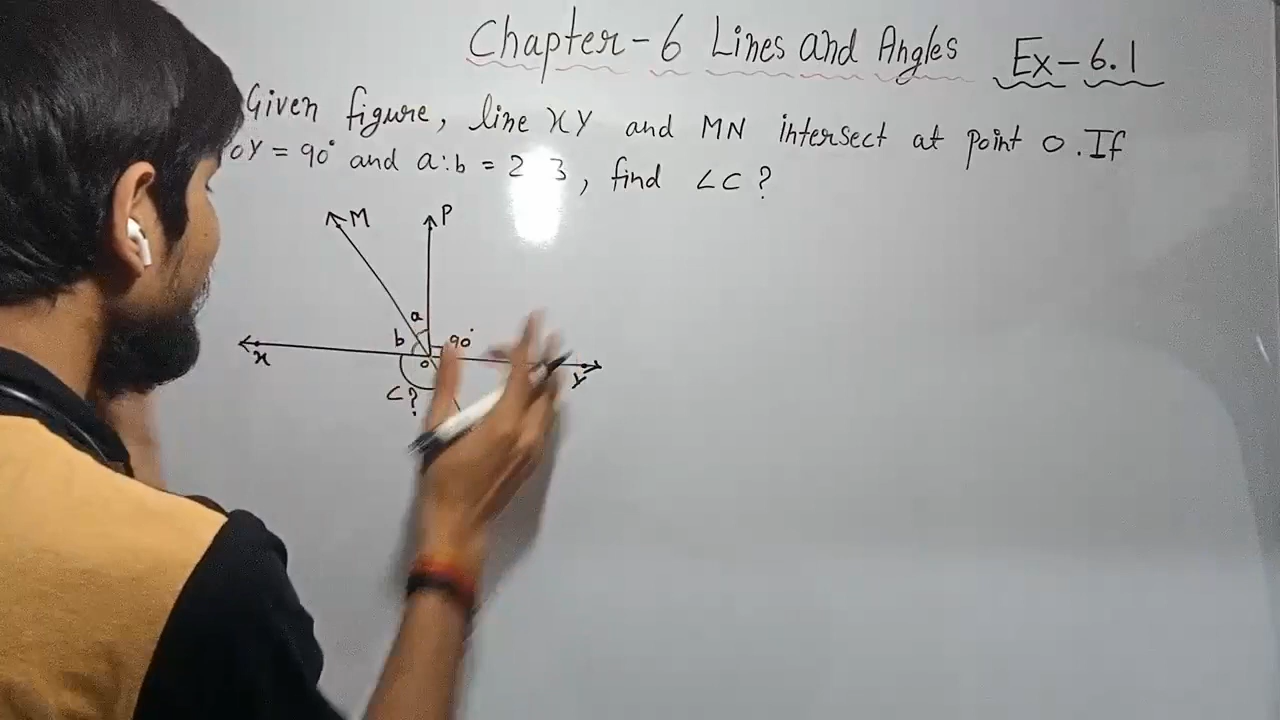 Chapter-6 Lines and Angles Ex-6.1
Given figure, line XY and MN intersect at point O. If
OY = 90° and a:b = 2 3, find ∠C?
M
P
a
b
90°
x
O
Y
C?